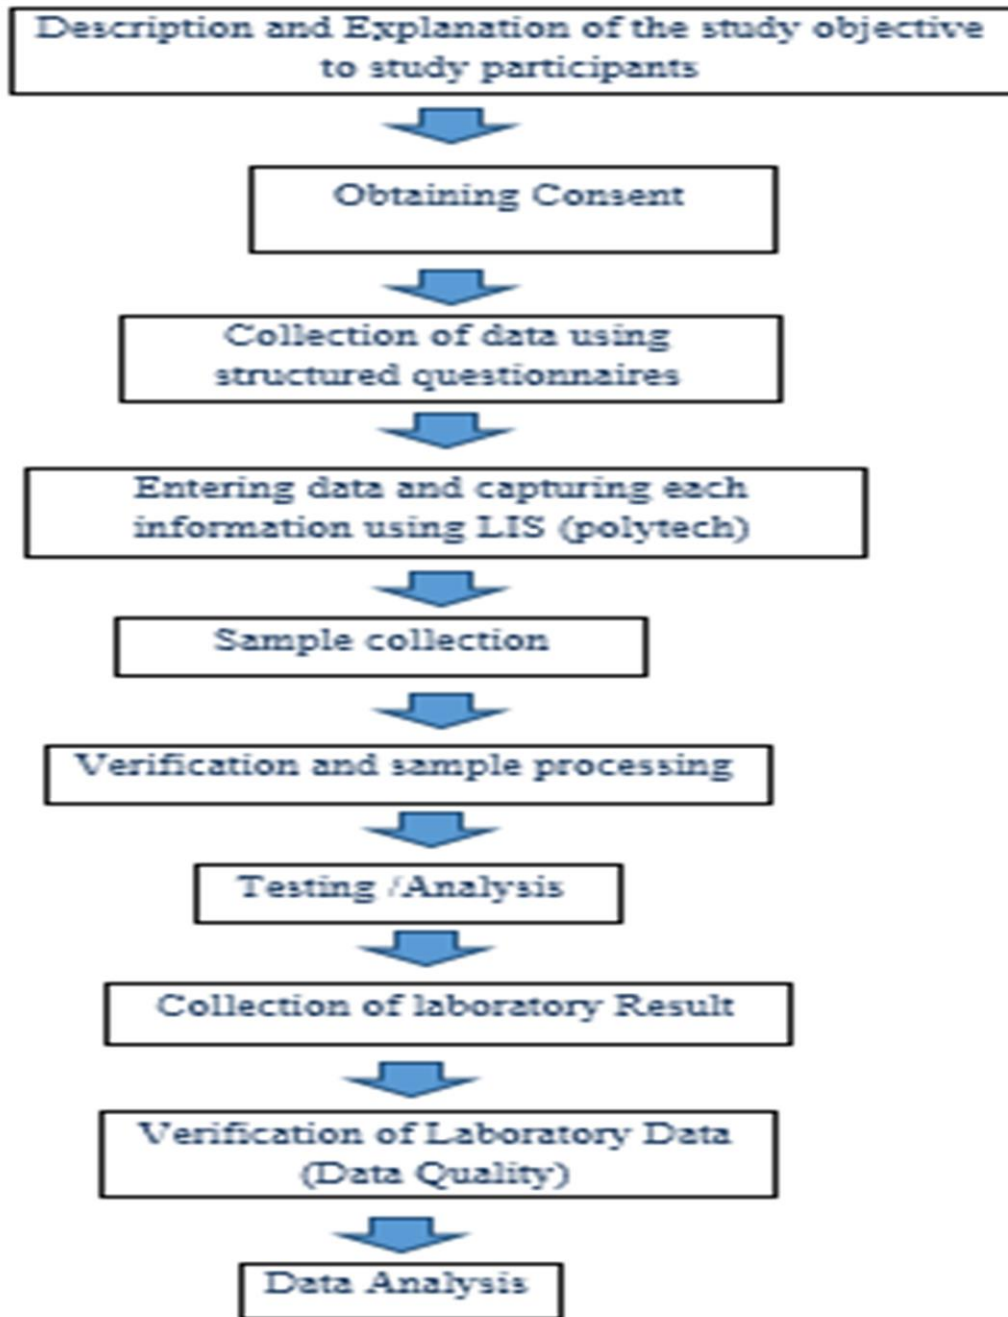 Description and Explanation of the study objective
to study participants
Obtaining Consent
Collection of data using
structured questionnaires
Entering data and capturing each
information using LIS (polytech)
Sample collection
Verification and sample processing
Testing /Analysis
Collection of laboratory Result
Verification of Laboratory Data
(Data Quality)
Data Analysis